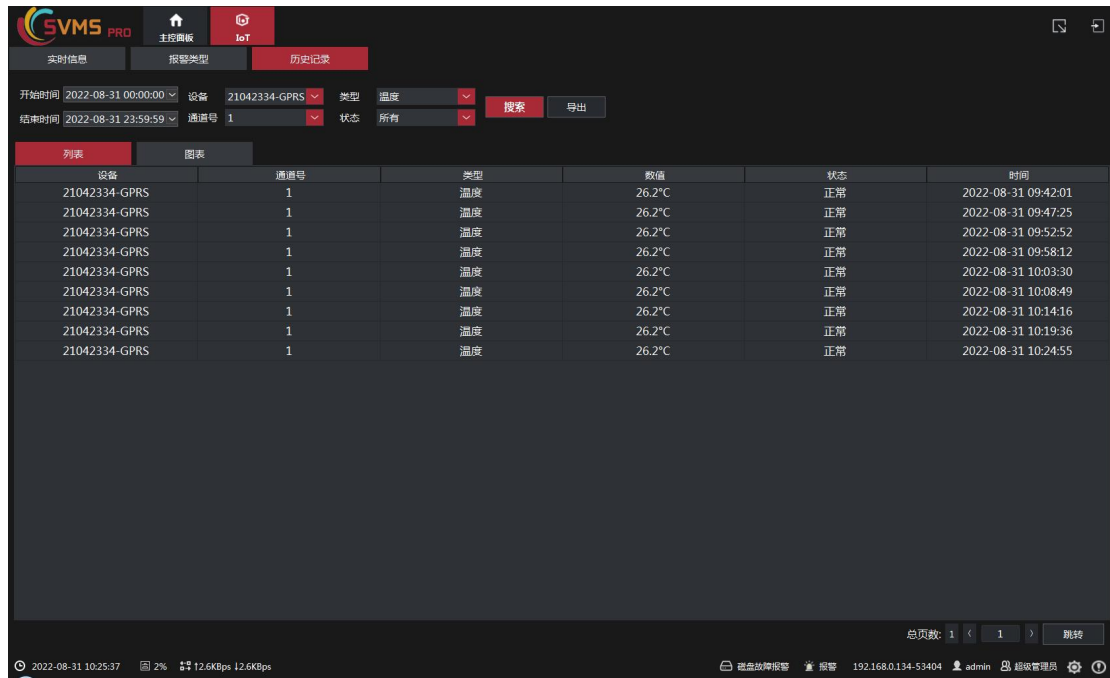 SVMS PRO 主控面板 IoT
实时信息 报警类型 历史记录
开始时间 2022-08-31 00:00:00 设备 21042334-GPRS 类型 温度 搜索 导出
结束时间 2022-08-31 23:59:59 通道号 1 状态 所有
列表 图表
设备 通道号 类型 数值 状态 时间
21042334-GPRS 1 温度 26.2°C 正常 2022-08-31 09:42:01
21042334-GPRS 1 温度 26.2°C 正常 2022-08-31 09:47:25
21042334-GPRS 1 温度 26.2°C 正常 2022-08-31 09:52:52
21042334-GPRS 1 温度 26.2°C 正常 2022-08-31 09:58:12
21042334-GPRS 1 温度 26.2°C 正常 2022-08-31 10:03:30
21042334-GPRS 1 温度 26.2°C 正常 2022-08-31 10:08:49
21042334-GPRS 1 温度 26.2°C 正常 2022-08-31 10:14:16
21042334-GPRS 1 温度 26.2°C 正常 2022-08-31 10:19:36
21042334-GPRS 1 温度 26.2°C 正常 2022-08-31 10:24:55
总页数: 1 1 跳转
2022-08-31 10:25:37 2% ↑2.6KBps ↓2.6KBps 磁盘故障报警 报警 192.168.0.134-53404 admin 超级管理员